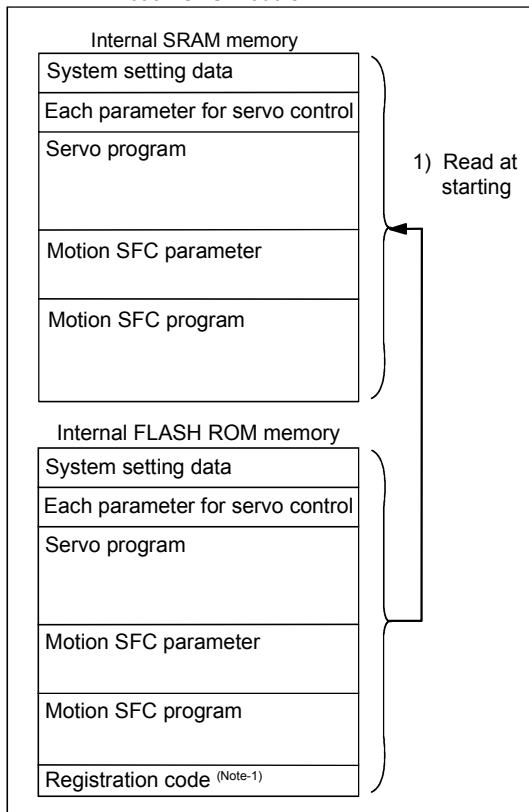 Internal SRAM memory
System setting data
Each parameter for servo control
Servo program
Motion SFC parameter
Motion SFC program
1) Read at
starting
Internal FLASH ROM memory
System setting data
Each parameter for servo control
Servo program
Motion SFC parameter
Motion SFC program
Registration code (Note-1)